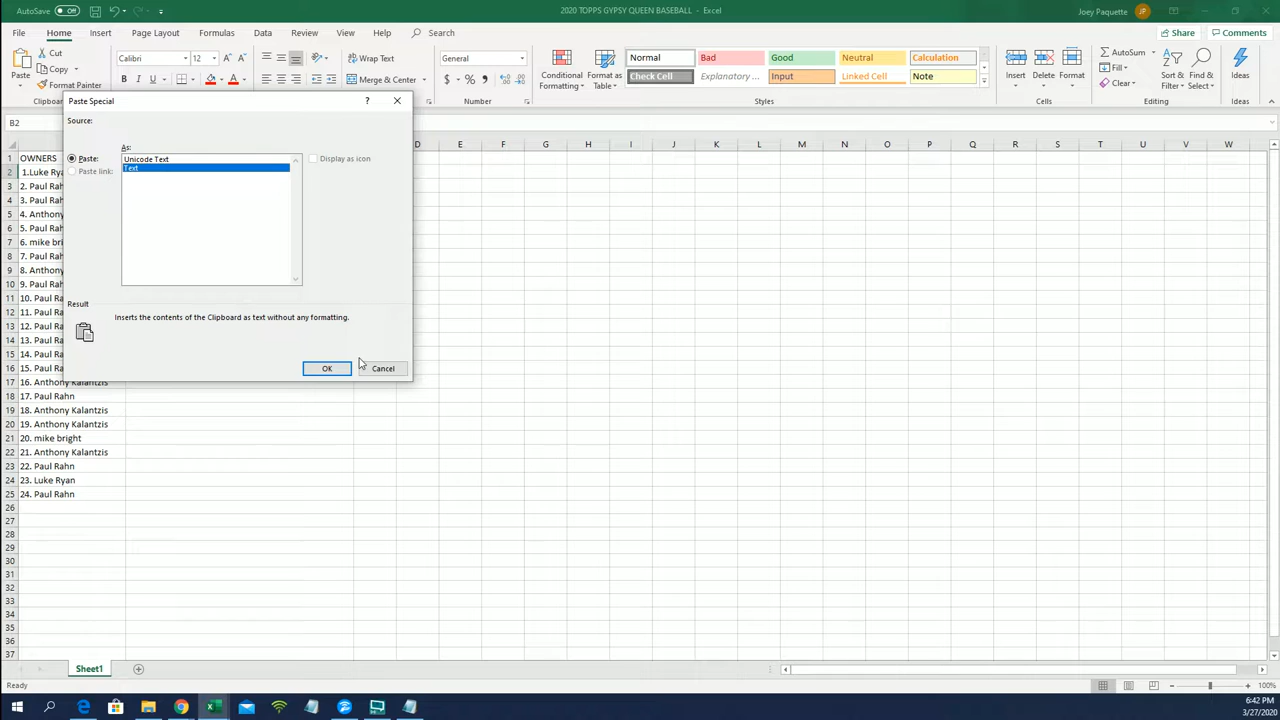 AutoSave Off 2020 TOPPS GYPSY QUEEN BASEBALL - Excel Joey Paquette JP
File Home Insert Page Layout Formulas Data Review View Help Search Share Comments
Paste Cut Copy Format Painter Clipboard
Calibri 12
B I U
Wrap Text
Merge & Center
General
$ % ,
Number
Conditional Formatting Format as Table
Normal Bad Good Neutral Calculation
Check Cell Explanatory ... Input Linked Cell Note
Styles
Insert Delete Format
Cells
AutoSum
Fill
Clear
Sort & Filter Find & Select
Editing
Ideas
Ideas
B2
Paste Special ?
Source:
As:
Paste:
Paste link:
Unicode Text
Text
Display as icon
Result
Inserts the contents of the Clipboard as text without any formatting.
OK Cancel
D E F G H I J K L M N O P Q R S T U V W
1 OWNERS
2 1.Luke Rya
3 2. Paul Rah
4 3. Paul Rah
5 4. Anthony
6 5. Paul Rah
7 6. mike bri
8 7. Paul Rah
9 8. Anthony
10 9. Paul Rah
11 10. Paul Ra
12 11. Paul Ra
13 12. Paul Ra
14 13. Paul Ra
15 14. Paul Ra
16 15. Paul Ra
17 16. Anthony Kalantzis
18 17. Paul Rahn
19 18. Anthony Kalantzis
20 19. Anthony Kalantzis
21 20. mike bright
22 21. Anthony Kalantzis
23 22. Paul Rahn
24 23. Luke Ryan
25 24. Paul Rahn
26
27
28
29
30
31
32
33
34
35
36
37
Sheet1
Ready 100%
6:42 PM
3/27/2020